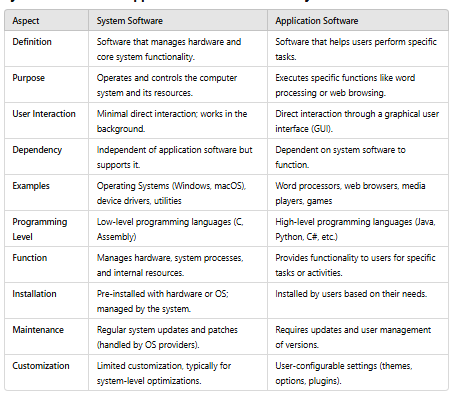 Aspect System Software Application Software
Definition Software that manages hardware and Software that helps users perform specific
core system functionality. tasks.
Purpose Operates and controls the computer Executes specific functions like word
system and its resources. processing or web browsing.
User Interaction Minimal direct interaction; works in the Direct interaction through a graphical user
background. interface (GUI).
Dependency Independent of application software but Dependent on system software to
supports it. function.
Examples Operating Systems (Windows, macOS), Word processors, web browsers, media
device drivers, utilities players, games
Programming Low-level programming languages (C, High-level programming languages (Java,
Level Assembly) Python, C#, etc.)
Function Manages hardware, system processes, Provides functionality to users for specific
and internal resources. tasks or activities.
Installation Pre-installed with hardware or OS; Installed by users based on their needs.
managed by the system.
Maintenance Regular system updates and patches Requires updates and user management
(handled by OS providers). of versions.
Customization Limited customization, typically for User-configurable settings (themes,
system-level optimizations. options, plugins).